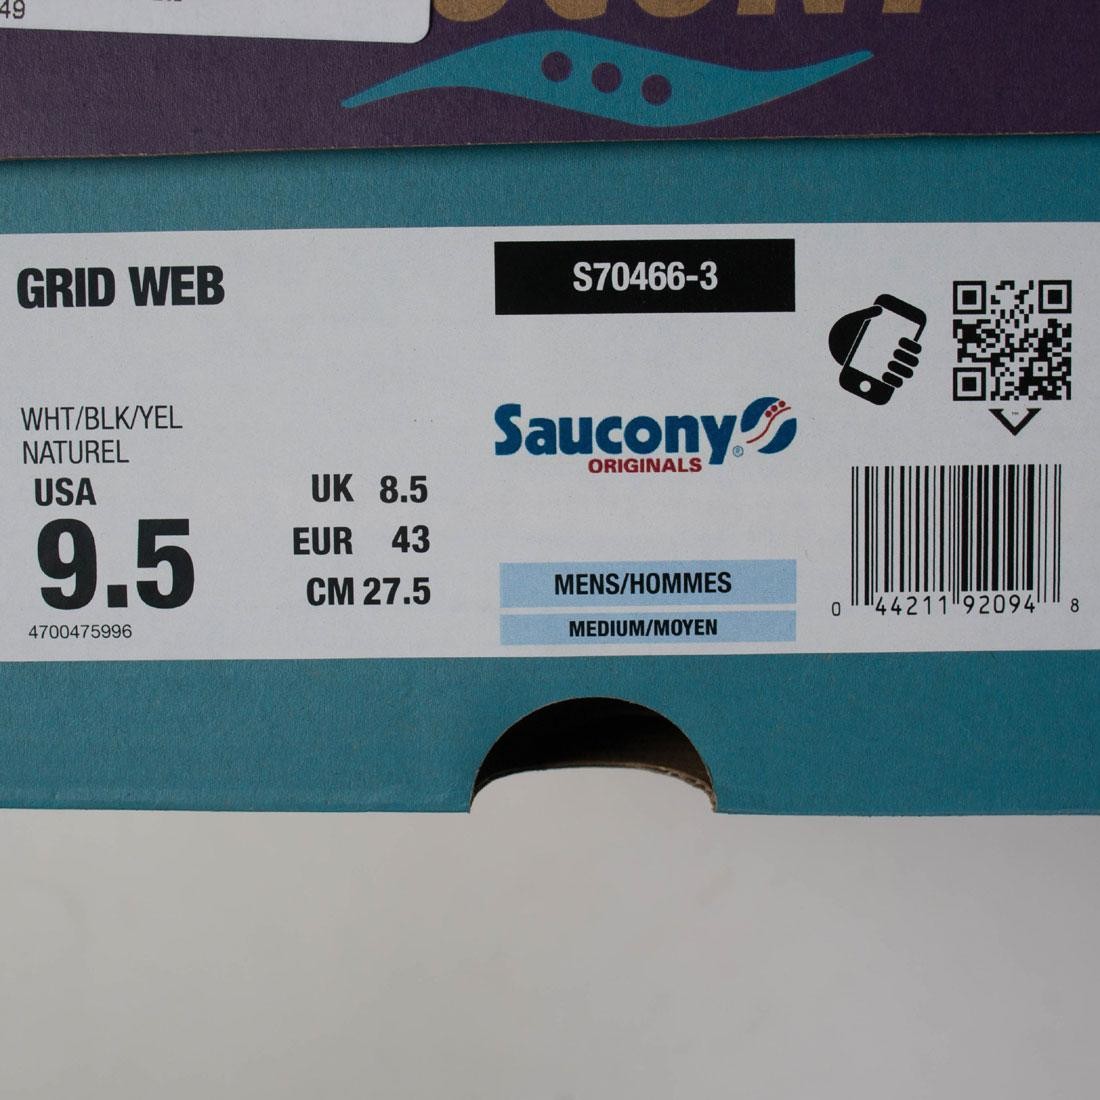 49
GRID WEB
S70466-3
WHT/BLK/YEL
NATUREL
Saucony®
ORIGINALS
USA
9.5
UK 8.5
EUR 43
CM 27.5
4700475996
MENS/HOMMES
MEDIUM/MOYEN
0 44211 92094 8